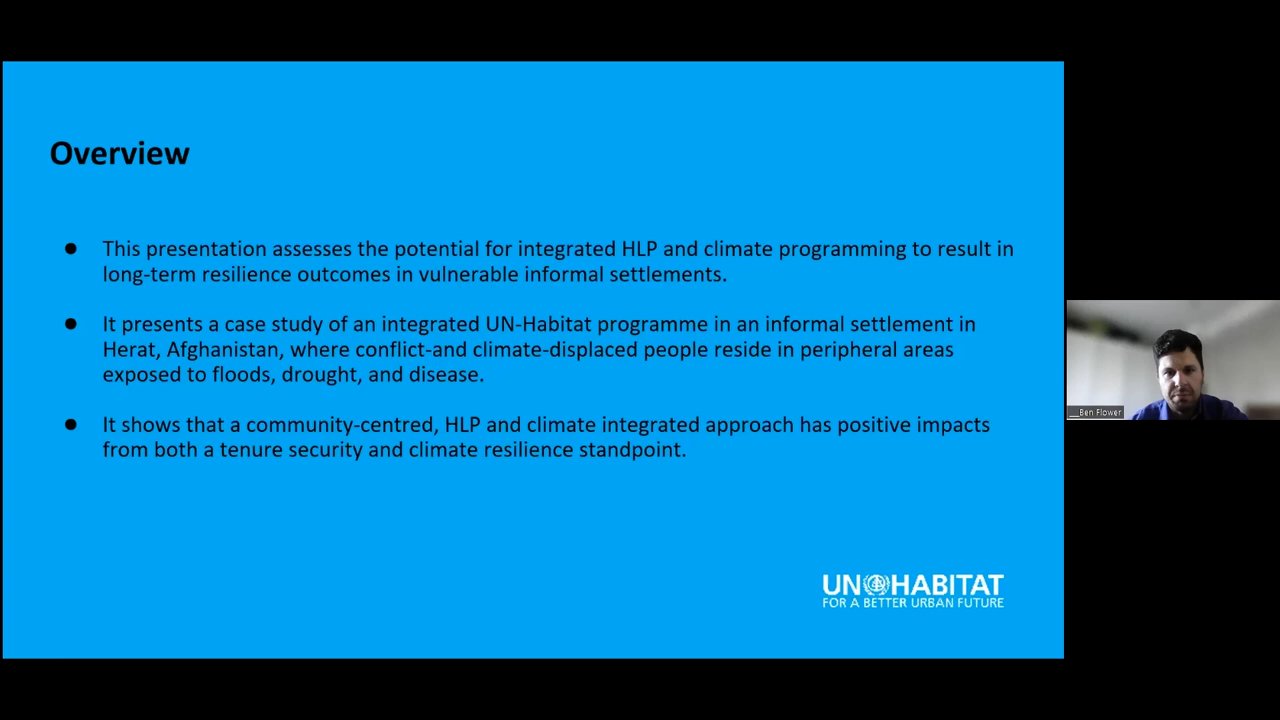 Overview
● This presentation assesses the potential for integrated HLP and climate programming to result in
long-term resilience outcomes in vulnerable informal settlements.
● It presents a case study of an integrated UN-Habitat programme in an informal settlement in
Herat, Afghanistan, where conflict-and climate-displaced people reside in peripheral areas
exposed to floods, drought, and disease.
● It shows that a community-centred, HLP and climate integrated approach has positive impacts
from both a tenure security and climate resilience standpoint.
__Ben Flower
UN HABITAT
FOR A BETTER URBAN FUTURE